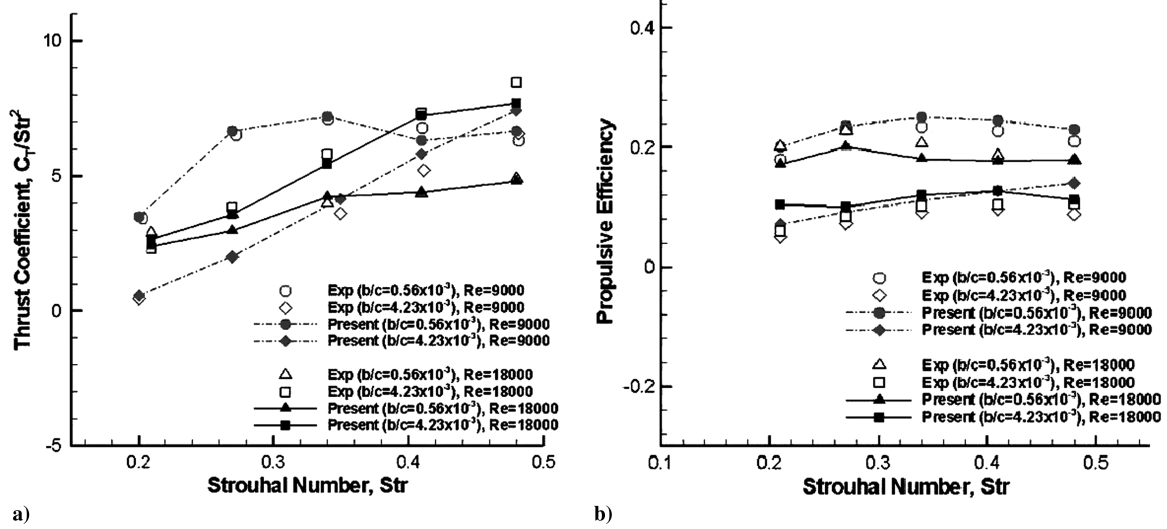 10
5
0
-5
0.2
0.3
0.4
0.5
Thrust Coefficient, C_T/Str²
Strouhal Number, Str
Exp (b/c=0.56x10⁻³), Re=9000
Exp (b/c=4.23x10⁻³), Re=9000
Present (b/c=0.56x10⁻³), Re=9000
Present (b/c=4.23x10⁻³), Re=9000
Exp (b/c=0.56x10⁻³), Re=18000
Exp (b/c=4.23x10⁻³), Re=18000
Present (b/c=0.56x10⁻³), Re=18000
Present (b/c=4.23x10⁻³), Re=18000
a)
0.4
0.2
0
-0.2
0.1
0.2
0.3
0.4
0.5
Propulsive Efficiency
Strouhal Number, Str
Exp (b/c=0.56x10⁻³), Re=9000
Exp (b/c=4.23x10⁻³), Re=9000
Present (b/c=0.56x10⁻³), Re=9000
Present (b/c=4.23x10⁻³), Re=9000
Exp (b/c=0.56x10⁻³), Re=18000
Exp (b/c=4.23x10⁻³), Re=18000
Present (b/c=0.56x10⁻³), Re=18000
Present (b/c=4.23x10⁻³), Re=18000
b)